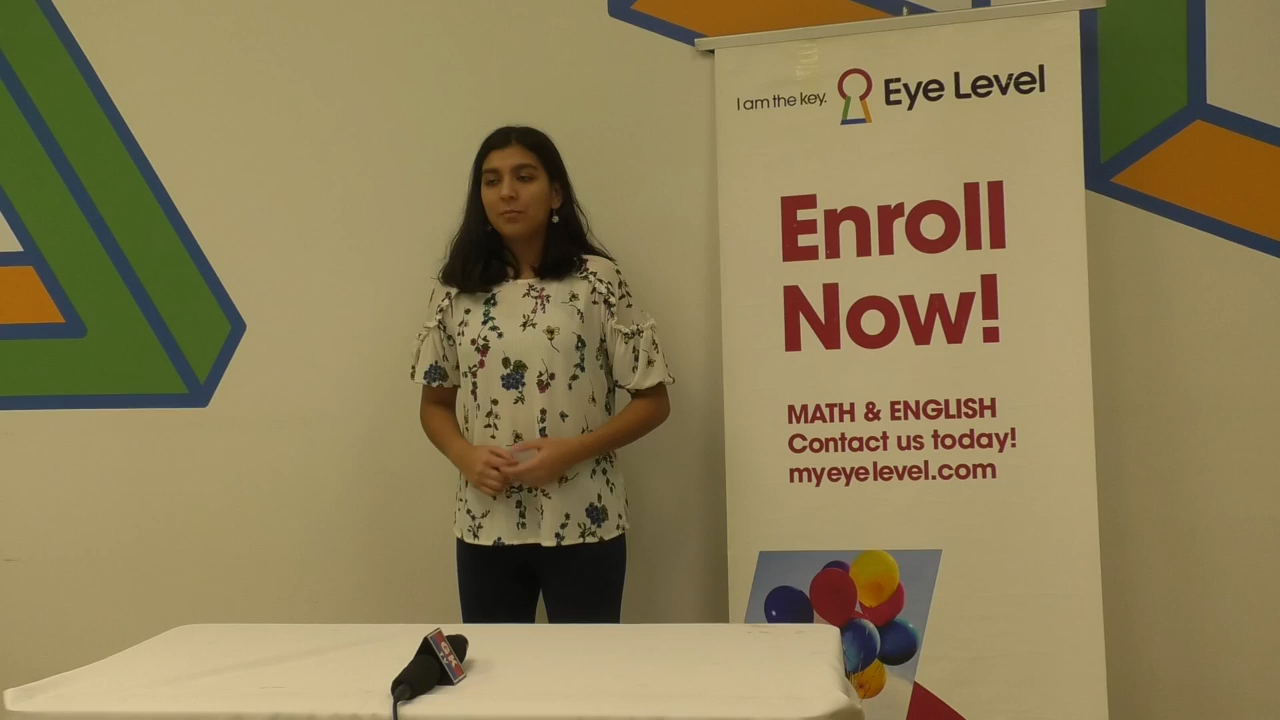 I am the key. Eye Level
Enroll
Now!
MATH & ENGLISH
Contact us today!
myeyelevel.com